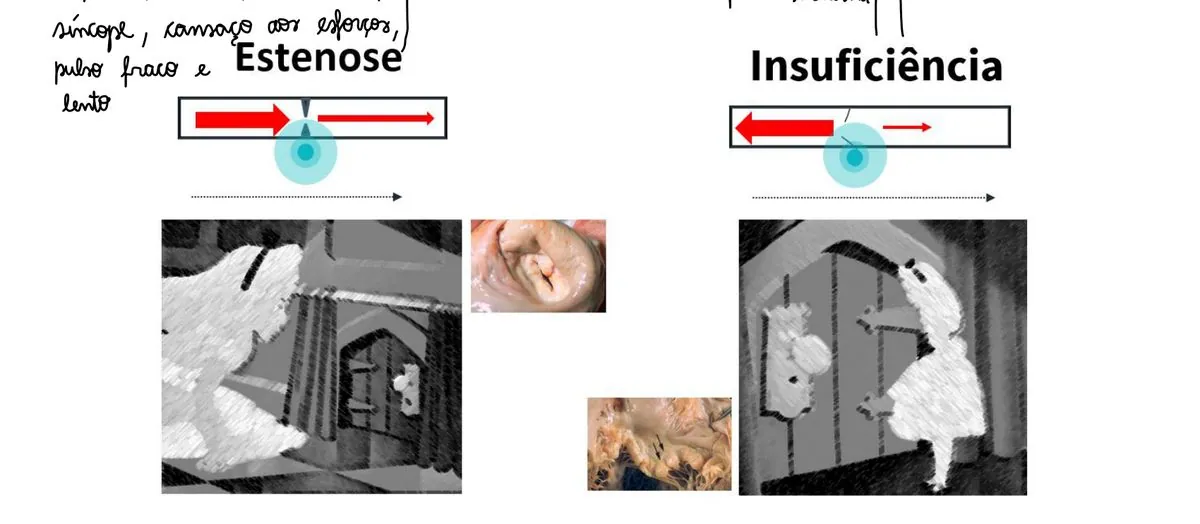 síncope, cansaço aos esforços,
pulso fraco e
lento
Estenose
Insuficiência